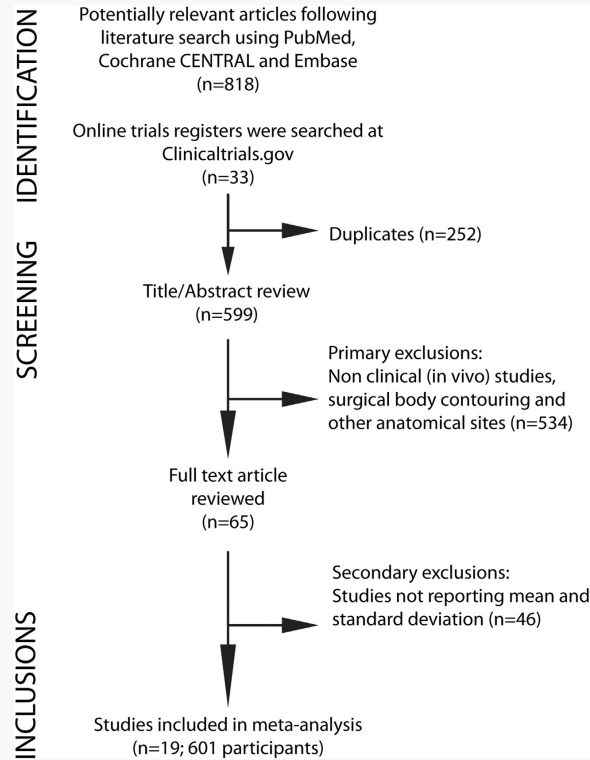 IDENTIFICATION
Potentially relevant articles following
literature search using PubMed,
Cochrane CENTRAL and Embase
(n=818)
Online trials registers were searched at
Clinicaltrials.gov
(n=33)
Duplicates (n=252)
SCREENING
Title/Abstract review
(n=599)
Primary exclusions:
Non clinical (in vivo) studies,
surgical body contouring and
other anatomical sites (n=534)
Full text article
reviewed
(n=65)
Secondary exclusions:
Studies not reporting mean and
standard deviation (n=46)
INCLUSIONS
Studies included in meta-analysis
(n=19; 601 participants)